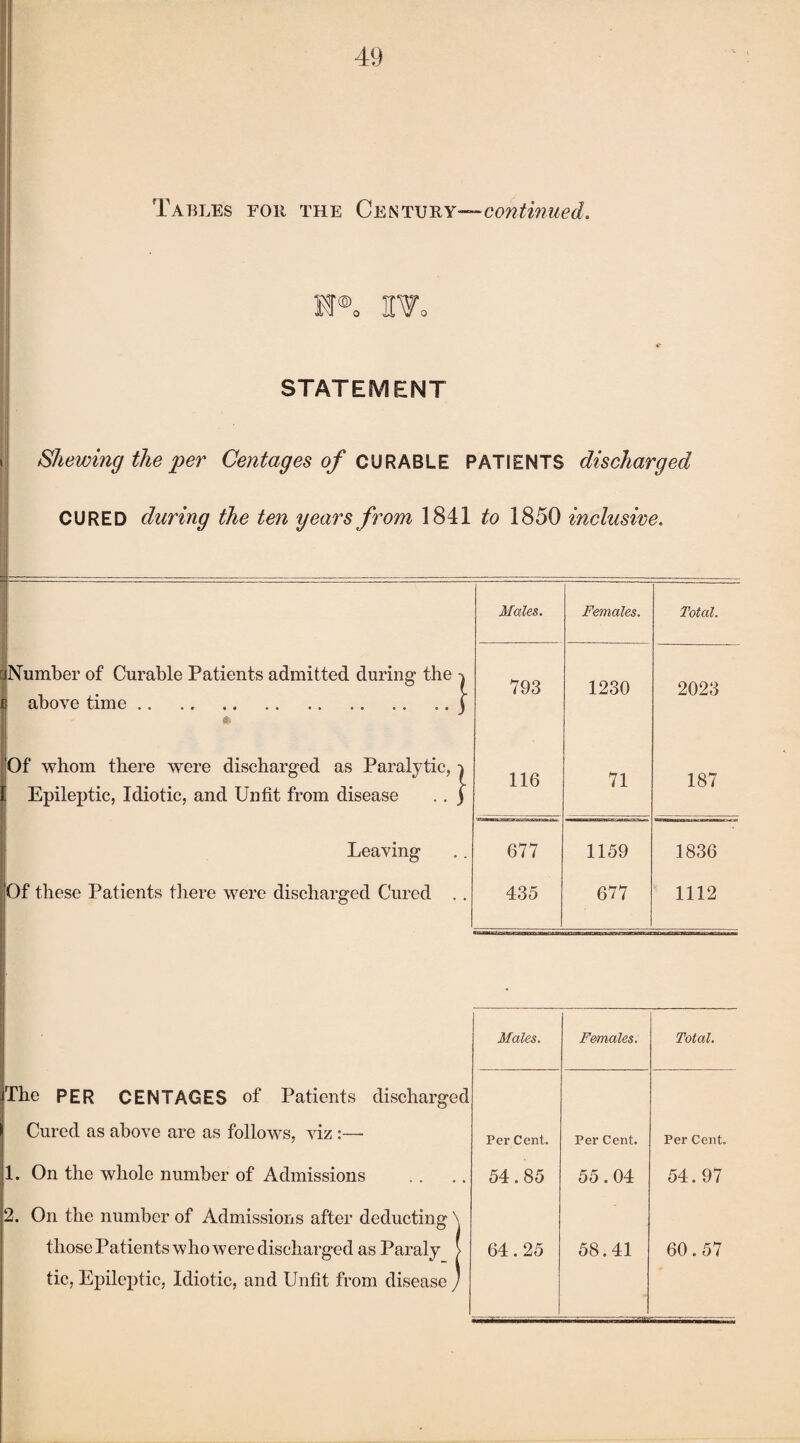 49
TABLES FOR THE CENTURY—continued.
No. IV.
STATEMENT
Shewing the per Centages of CURABLE PATIENTS discharged
CURED during the ten years from 1841 to 1850 inclusive.
Males. Females. Total.
Number of Curable Patients admitted during the
above time .. .. .. .. .. .. .. .. } 793 1230 2023
Of whom there were discharged as Paralytic,
Epileptic, Idiotic, and Unfit from disease .. } 116 71 187
Leaving .. 677 1159 1836
Of these Patients there were discharged Cured .. 435 677 1112
Males. Females. Total.
The PER CENTAGES of Patients discharged
Cured as above are as follows, viz :— Per Cent. Per Cent. Per Cent.
1. On the whole number of Admissions .. .. 54.85 55.04 54.97
2. On the number of Admissions after deducting
those Patients who were discharged as Paraly_ } 64.25 58.41 60.57
tic, Epileptic, Idiotic, and Unfit from disease